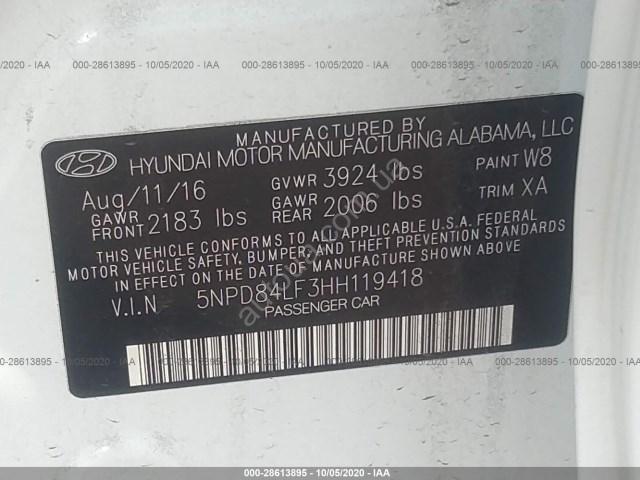 000-28613895 - 10/05/2020 - IAA
MANUFACTURED BY
HYUNDAI MOTOR MANUFACTURING ALABAMA, LLC
Aug/11/16 GVWR 3924 lbs PAINT W8
GAWR FRONT 2183 lbs GAWR REAR 2006 lbs TRIM XA
THIS VEHICLE CONFORMS TO ALL APPLICABLE U.S.A. FEDERAL
MOTOR VEHICLE SAFETY, BUMPER, AND THEFT PREVENTION STANDARDS
IN EFFECT ON THE DATE OF MANUFACTURE SHOWN ABOVE.
V.I.N 5NPD84LF3HH119418
PASSENGER CAR
autoua.com.ua
000-28613895 - 10/05/2020 - IAA